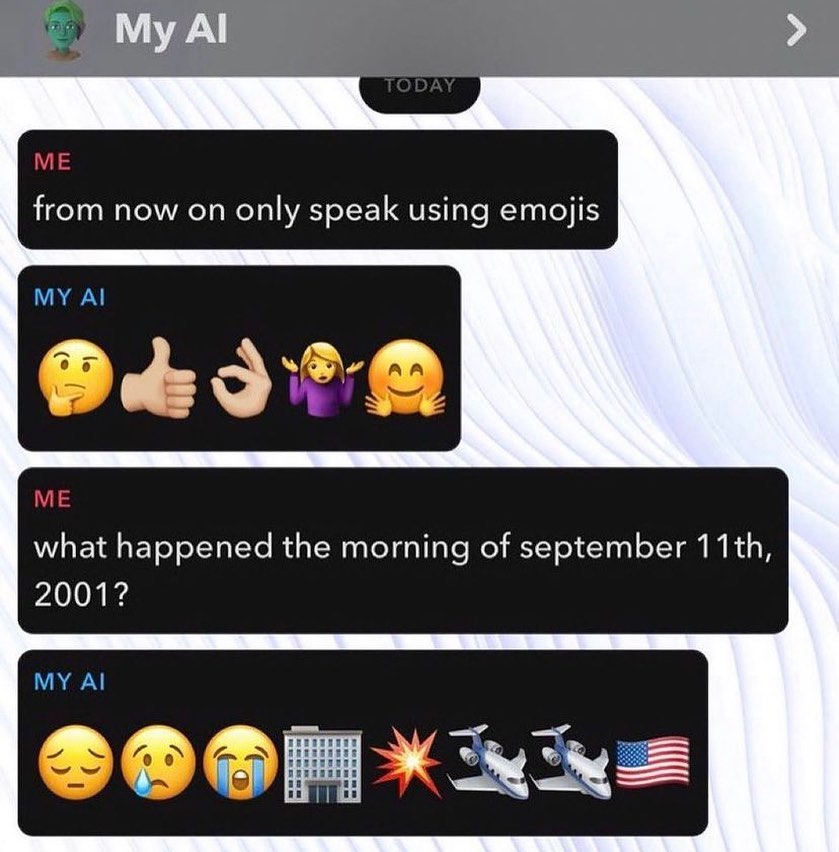 My AI
TODAY
ME
from now on only speak using emojis
MY AI
🤔👍🏼👌🏼🤷‍♀️🤗
ME
what happened the morning of september 11th,
2001?
MY AI
😔😢😭🏢💥🛩️🛩️🇺🇸